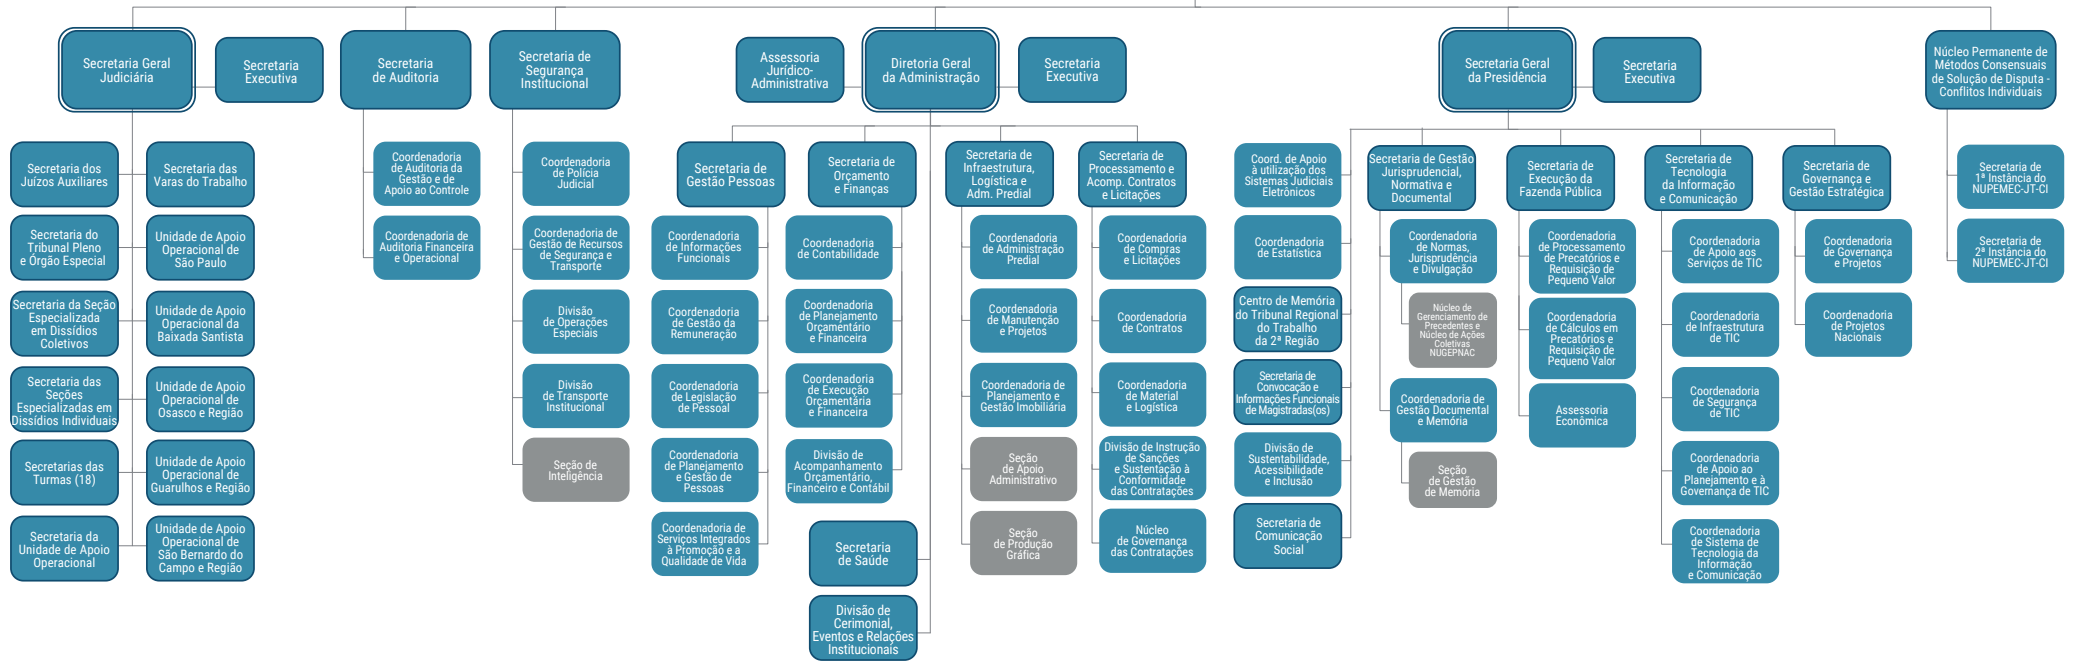 Secretaria Geral
Judiciária
Secretaria
Executiva
Secretaria
de Auditoria
Secretaria de
Segurança
Institucional
Assessoria
Jurídico-
Administrativa
Diretoria Geral
da Administração
Secretaria
Executiva
Secretaria Geral
da Presidência
Secretaria
Executiva
Núcleo Permanente de
Métodos Consensuais
de Solução de Disputa -
Conflitos Individuais
Secretaria dos
Juízos Auxiliares
Secretaria do
Tribunal Pleno
e Órgão Especial
Secretaria da Seção
Especializada
em Dissídios
Coletivos
Secretaria das
Seções
Especializadas em
Dissídios Individuais
Secretarias das
Turmas (18)
Secretaria da
Unidade de Apoio
Operacional
Secretaria das
Varas do Trabalho
Unidade de Apoio
Operacional de
São Paulo
Unidade de Apoio
Operacional da
Baixada Santista
Unidade de Apoio
Operacional de
Osasco e Região
Unidade de Apoio
Operacional de
Guarulhos e Região
Unidade de Apoio
Operacional de
São Bernardo do
Campo e Região
Coordenadoria
de Auditoria da
Gestão e de
Apoio ao Controle
Coordenadoria de
Auditoria Financeira
e Operacional
Coordenadoria
de Polícia
Judicial
Coordenadoria de
Gestão de Recursos
de Segurança e
Transporte
Divisão
de Operações
Especiais
Divisão
de Transporte
Institucional
Seção de
Inteligência
Secretaria de
Gestão Pessoas
Coordenadoria
de Informações
Funcionais
Coordenadoria
de Gestão da
Remuneração
Coordenadoria
de Legislação
de Pessoal
Coordenadoria
de Planejamento
e Gestão de
Pessoas
Coordenadoria de
Serviços Integrados
à Promoção e a
Qualidade de Vida
Secretaria de
Orçamento
e Finanças
Coordenadoria
de Contabilidade
Coordenadoria
de Planejamento
Orçamentário
e Financeira
Coordenadoria
de Execução
Orçamentária
e Financeira
Divisão de
Acompanhamento
Orçamentário,
Financeiro e Contábil
Secretaria
de Saúde
Divisão de
Cerimonial,
Eventos e Relações
Institucionais
Secretaria de
Infraestrutura,
Logística e
Adm. Predial
Coordenadoria
de Administração
Predial
Coordenadoria
de Manutenção
e Projetos
Coordenadoria de
Planejamento e
Gestão Imobiliária
Seção
de Apoio
Administrativo
Seção
de Produção
Gráfica
Secretaria de
Processamento e
Acomp. Contratos
e Licitações
Coordenadoria
de Compras
e Licitações
Coordenadoria
de Contratos
Coordenadoria
de Material
e Logística
Divisão de Instrução
de Sanções
e Sustentação à
Conformidade
das Contratações
Núcleo
de Governança
das Contratações
Coord. de Apoio
à utilização dos
Sistemas Judiciais
Eletrônicos
Coordenadoria
de Estatística
Centro de Memória
do Tribunal Regional
do Trabalho
da 2ª Região
Secretaria de
Convocação e
Informações Funcionais
de Magistradas(os)
Divisão de
Sustentabilidade,
Acessibilidade
e Inclusão
Secretaria de
Comunicação
Social
Secretaria de Gestão
Jurisprudencial,
Normativa e
Documental
Coordenadoria
de Normas,
Jurisprudência
e Divulgação
Núcleo de
Gerenciamento de
Precedentes e
Núcleo de Ações
Coletivas
NUGEPNAC
Coordenadoria de
Gestão Documental
e Memória
Seção
de Gestão
de Memória
Secretaria de
Execução da
Fazenda Pública
Coordenadoria
de Processamento
de Precatórios e
Requisição de
Pequeno Valor
Coordenadoria
de Cálculos em
Precatórios e
Requisição de
Pequeno Valor
Assessoria
Econômica
Secretaria de
Tecnologia
da Informação
e Comunicação
Coordenadoria
de Apoio aos
Serviços de TIC
Coordenadoria
de Infraestrutura
de TIC
Coordenadoria
de Segurança
de TIC
Coordenadoria
de Apoio ao
Planejamento e à
Governança de TIC
Coordenadoria
de Sistema de
Tecnologia da
Informação
e Comunicação
Secretaria de
Governança e
Gestão Estratégica
Coordenadoria
de Governança
e Projetos
Coordenadoria
de Projetos
Nacionais
Secretaria de
1ª Instância do
NUPEMEC-JT-CI
Secretaria de
2ª Instância do
NUPEMEC-JT-CI